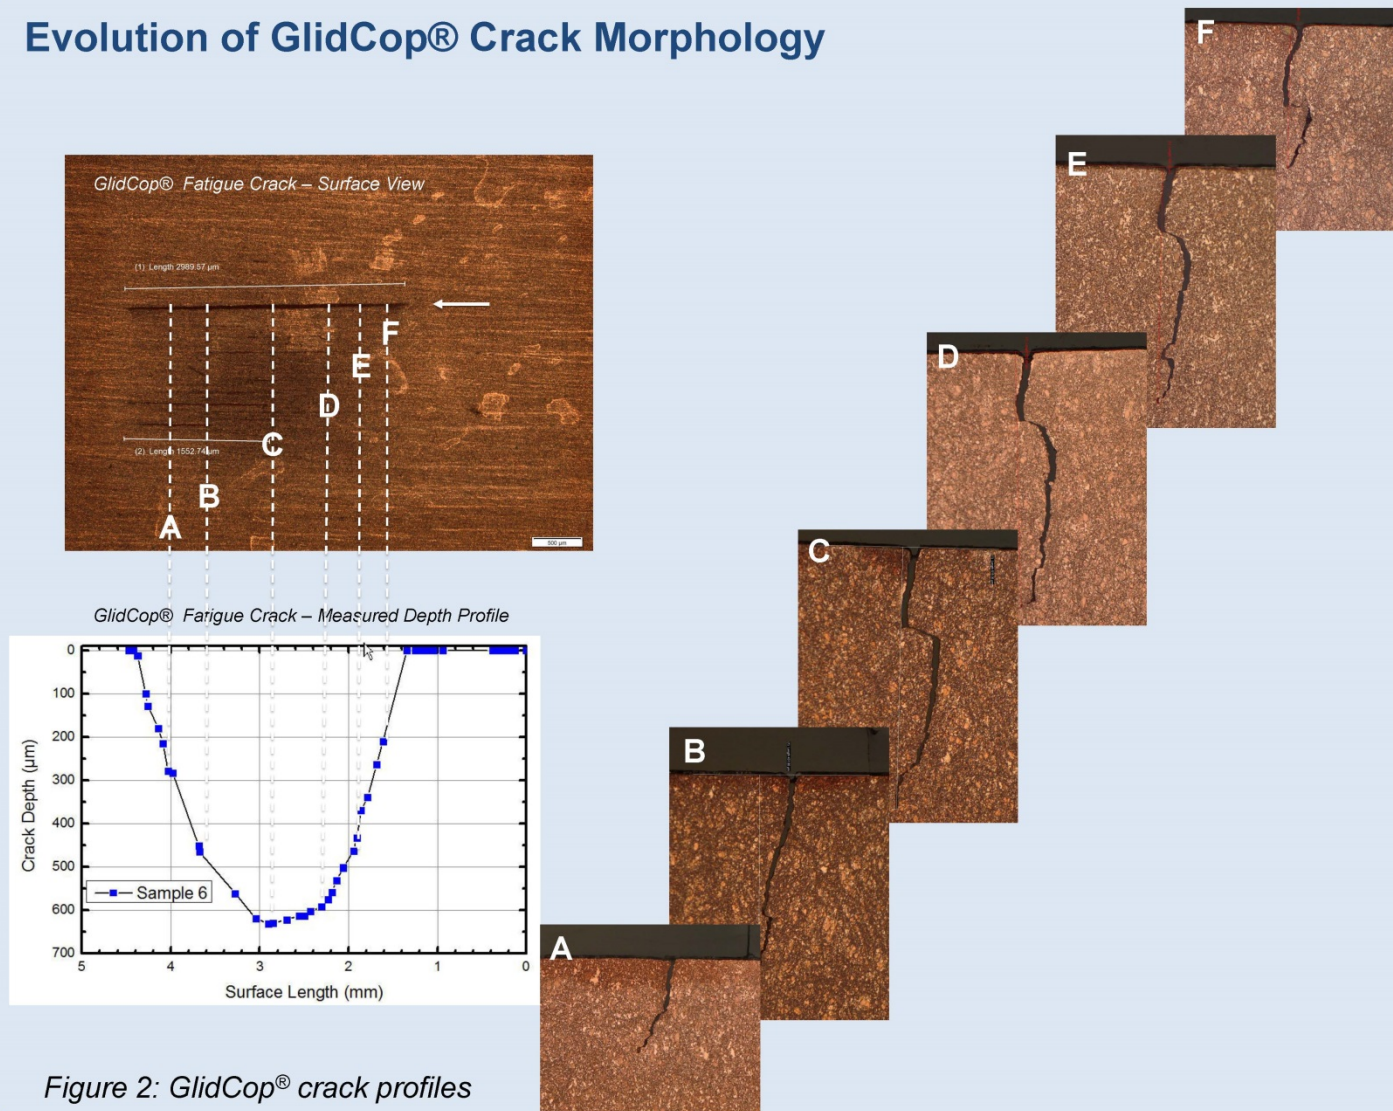 Evolution of GlidCop® Crack Morphology
GlidCop® Fatigue Crack – Surface View
(1) Length 2989.57 µm
F
E
D
C
(2) Length 1552.74 µm
B
A
500 µm
GlidCop® Fatigue Crack – Measured Depth Profile
0
100
200
300
400
500
600
700
Crack Depth (µm)
Sample 6
5 4 3 2 1 0
Surface Length (mm)
Figure 2: GlidCop® crack profiles
F
E
D
C
B
A